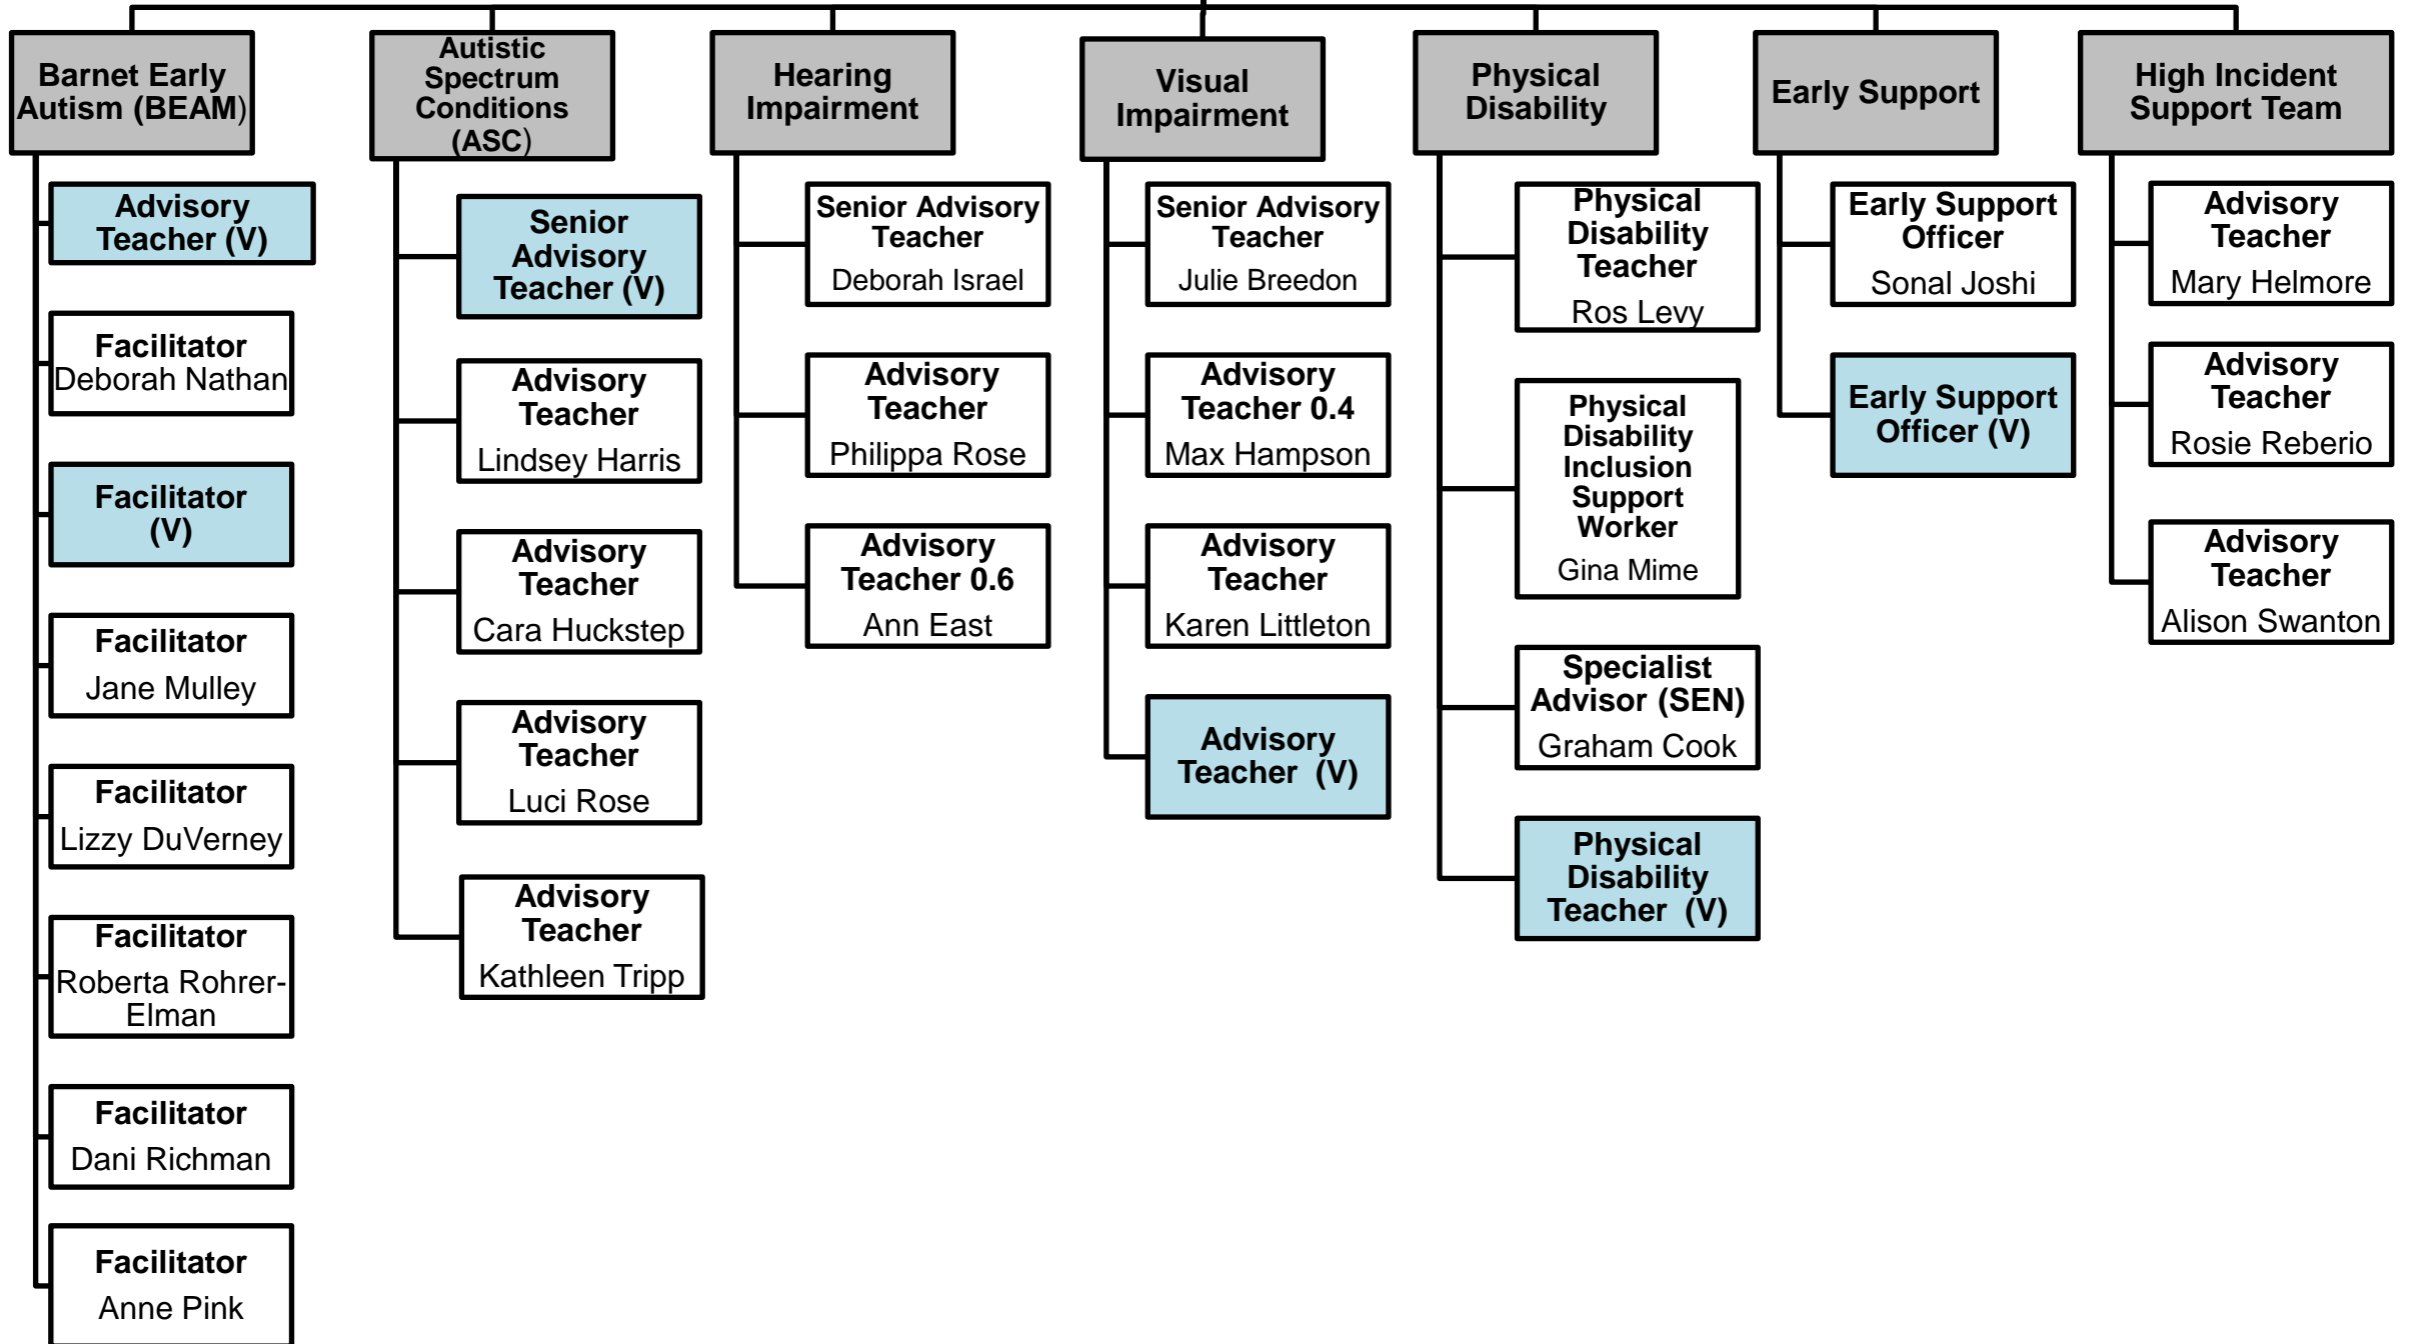 Barnet Early
Autism (BEAM)
Advisory
Teacher (V)
Facilitator
Deborah Nathan
Facilitator
(V)
Facilitator
Jane Mulley
Facilitator
Lizzy DuVerney
Facilitator
Roberta Rohrer-
Elman
Facilitator
Dani Richman
Facilitator
Anne Pink
Autistic
Spectrum
Conditions
(ASC)
Senior
Advisory
Teacher (V)
Advisory
Teacher
Lindsey Harris
Advisory
Teacher
Cara Huckstep
Advisory
Teacher
Luci Rose
Advisory
Teacher
Kathleen Tripp
Hearing
Impairment
Senior Advisory
Teacher
Deborah Israel
Advisory
Teacher
Philippa Rose
Advisory
Teacher 0.6
Ann East
Visual
Impairment
Senior Advisory
Teacher
Julie Breedon
Advisory
Teacher 0.4
Max Hampson
Advisory
Teacher
Karen Littleton
Advisory
Teacher (V)
Physical
Disability
Physical
Disability
Teacher
Ros Levy
Physical
Disability
Inclusion
Support
Worker
Gina Mime
Specialist
Advisor (SEN)
Graham Cook
Physical
Disability
Teacher (V)
Early Support
Early Support
Officer
Sonal Joshi
Early Support
Officer (V)
High Incident
Support Team
Advisory
Teacher
Mary Helmore
Advisory
Teacher
Rosie Reberio
Advisory
Teacher
Alison Swanton